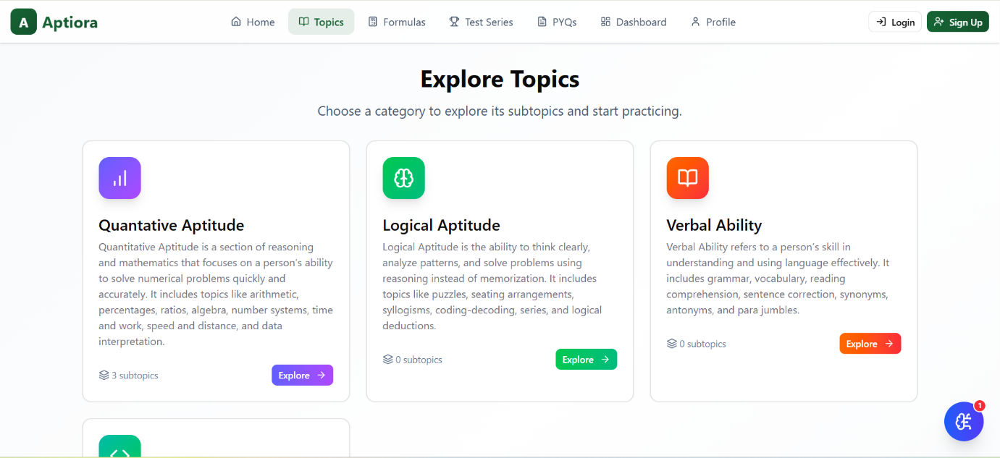 A Aptiora Home Topics Formulas Test Series PYQs Dashboard Profile Login Sign Up
Explore Topics
Choose a category to explore its subtopics and start practicing.
Quantative Aptitude
Quantitative Aptitude is a section of reasoning
and mathematics that focuses on a person’s ability
to solve numerical problems quickly and
accurately. It includes topics like arithmetic,
percentages, ratios, algebra, number systems, time
and work, speed and distance, and data
interpretation.
3 subtopics Explore
Logical Aptitude
Logical Aptitude is the ability to think clearly,
analyze patterns, and solve problems using
reasoning instead of memorization. It includes
topics like puzzles, seating arrangements,
syllogisms, coding-decoding, series, and logical
deductions.
0 subtopics Explore
Verbal Ability
Verbal Ability refers to a person’s skill in
understanding and using language effectively. It
includes grammar, vocabulary, reading
comprehension, sentence correction, synonyms,
antonyms, and para jumbles.
0 subtopics Explore
1